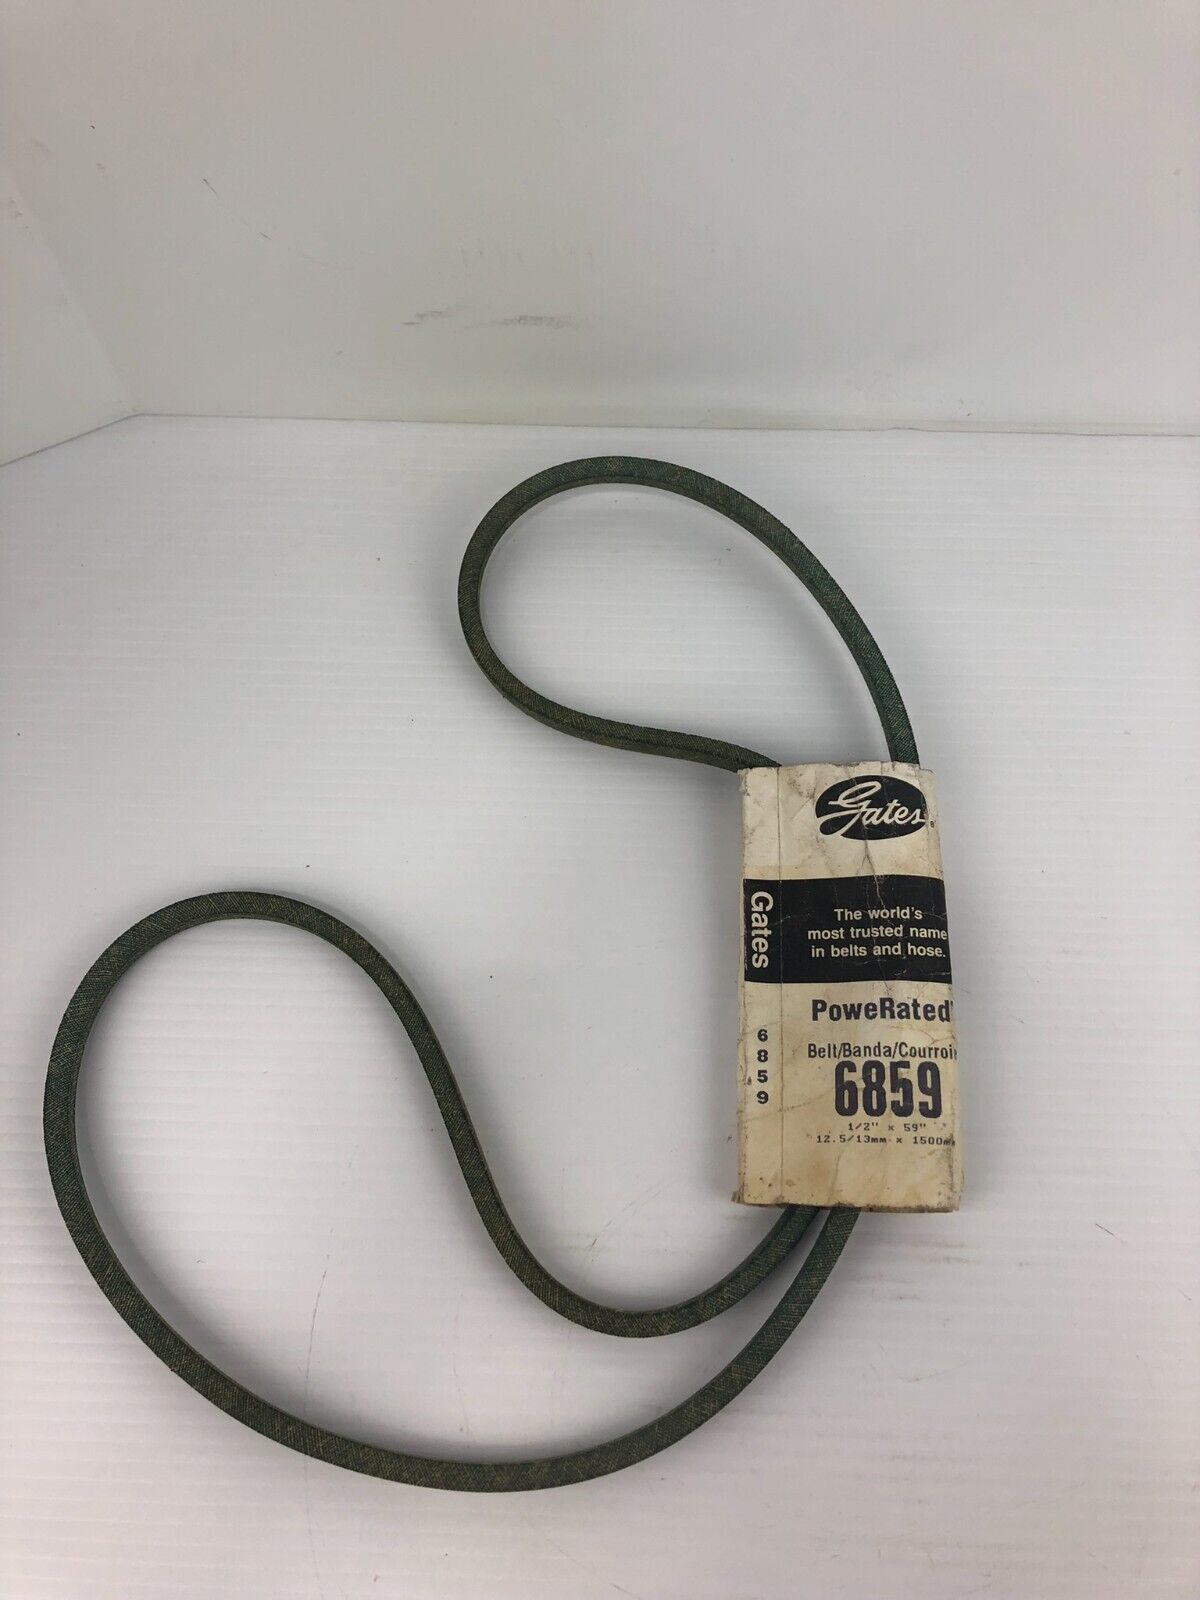 Gates
®
Gates
The world's
most trusted name
in belts and hose.
PoweRated
Belt/Banda/Courroie
6859
1/2" x 59"
12.5/13mm x 1500mm
6
8
5
9